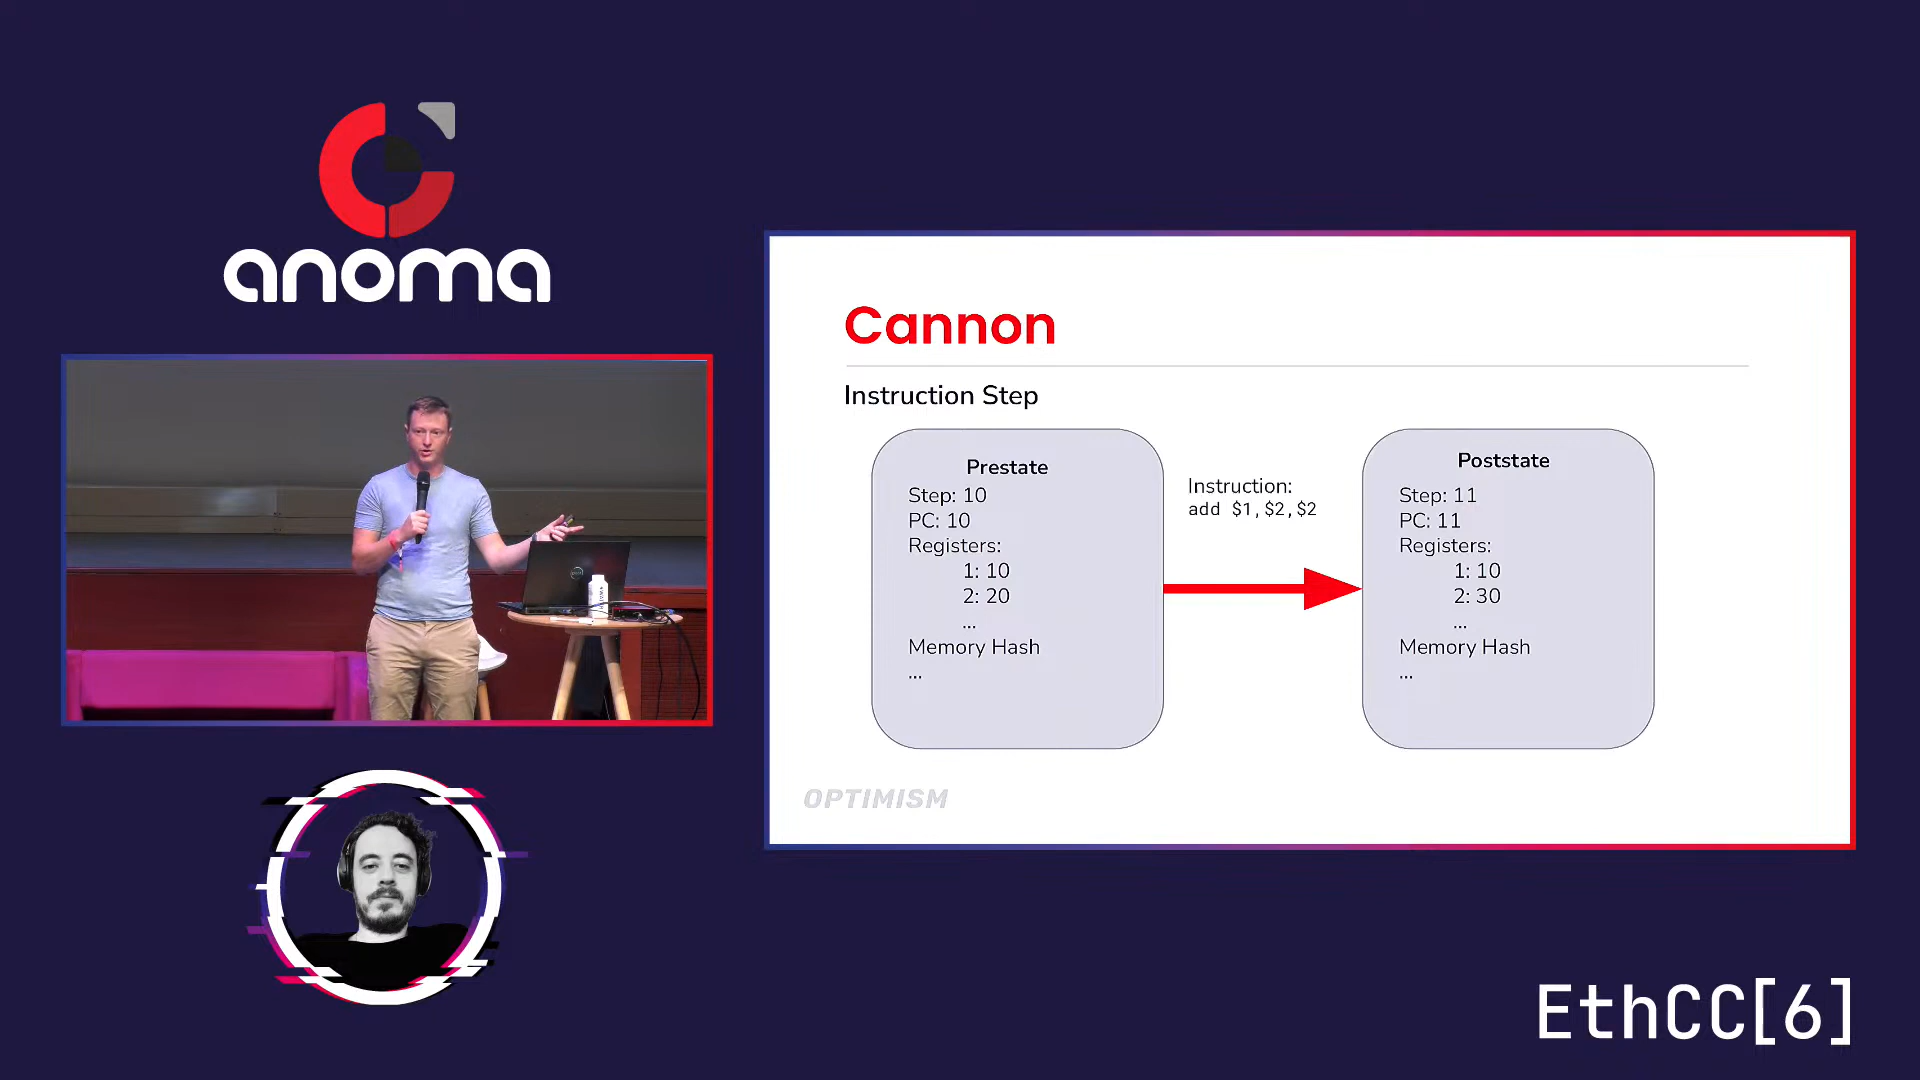 anoma
Cannon
Instruction Step
Prestate
Step: 10
PC: 10
Registers:
1: 10
2: 20
...
Memory Hash
...
Instruction:
add $1,$2,$2
Poststate
Step: 11
PC: 11
Registers:
1: 10
2: 30
...
Memory Hash
...
OPTIMISM
EthCC[6]